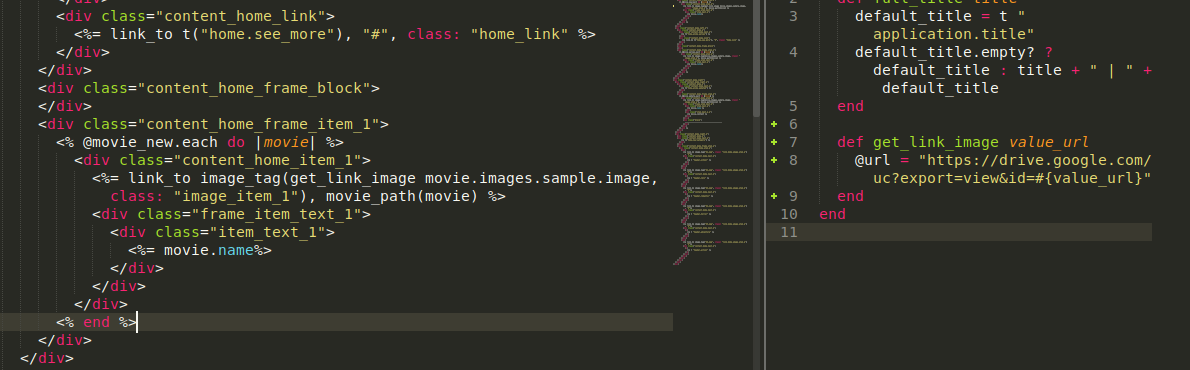 </div>
<div class="content_home_link">
<%= link_to t("home.see_more"), "#", class: "home_link" %>
</div>
</div>
<div class="content_home_frame_block">
</div>
<div class="content_home_frame_item_1">
<% @movie_new.each do |movie| %>
<div class="content_home_item_1">
<%= link_to image_tag(get_link_image movie.images.sample.image,
class: "image_item_1"), movie_path(movie) %>
<div class="frame_item_text_1">
<div class="item_text_1">
<%= movie.name%>
</div>
</div>
</div>
<% end %>
</div>
</div>
2 def full_title title
3 default_title = t "
application.title"
4 default_title.empty? ?
default_title : title + " | " +
default_title
5 end
6
7 def get_link_image value_url
8 @url = "https://drive.google.com/
uc?export=view&id=#{value_url}"
9 end
10 end
11